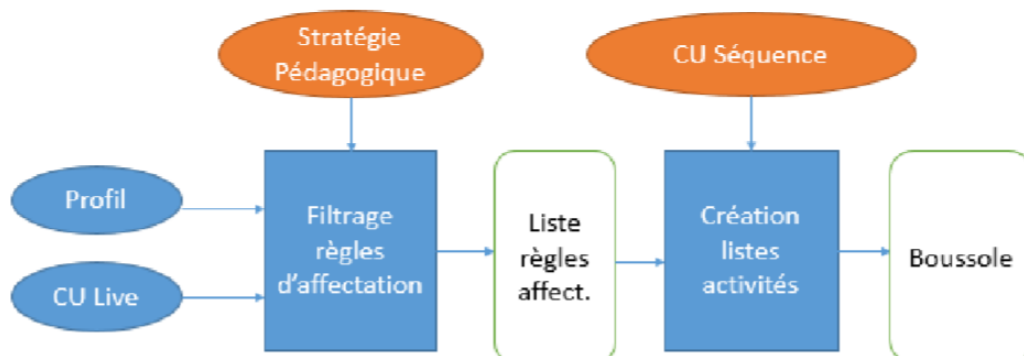 Stratégie
Pédagogique
CU Séquence
Profil
CU Live
Filtrage
règles
d'affectation
Liste
règles
affect.
Création
listes
activités
Boussole